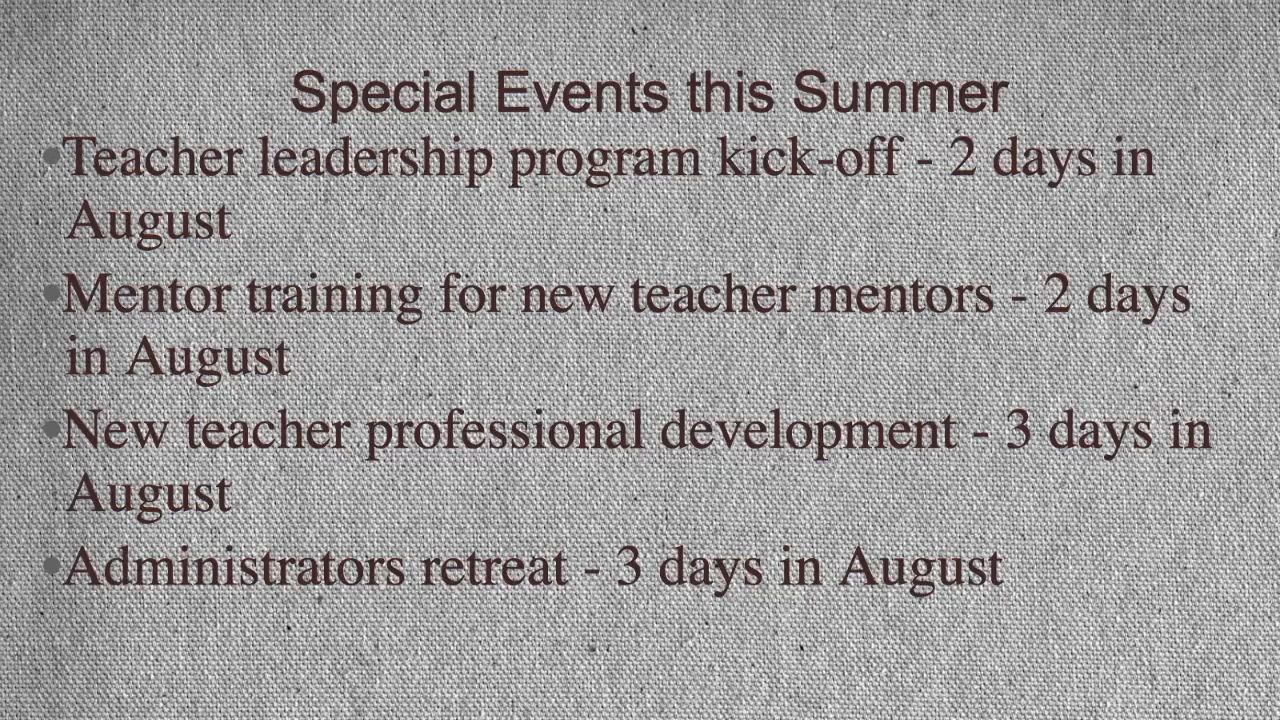 Special Events this Summer
•Teacher leadership program kick-off - 2 days in
August
•Mentor training for new teacher mentors - 2 days
in August
•New teacher professional development - 3 days in
August
•Administrators retreat - 3 days in August